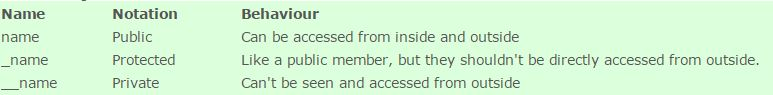 Name Notation Behaviour
name Public Can be accessed from inside and outside
_name Protected Like a public member, but they shouldn't be directly accessed from outside.
__name Private Can't be seen and accessed from outside